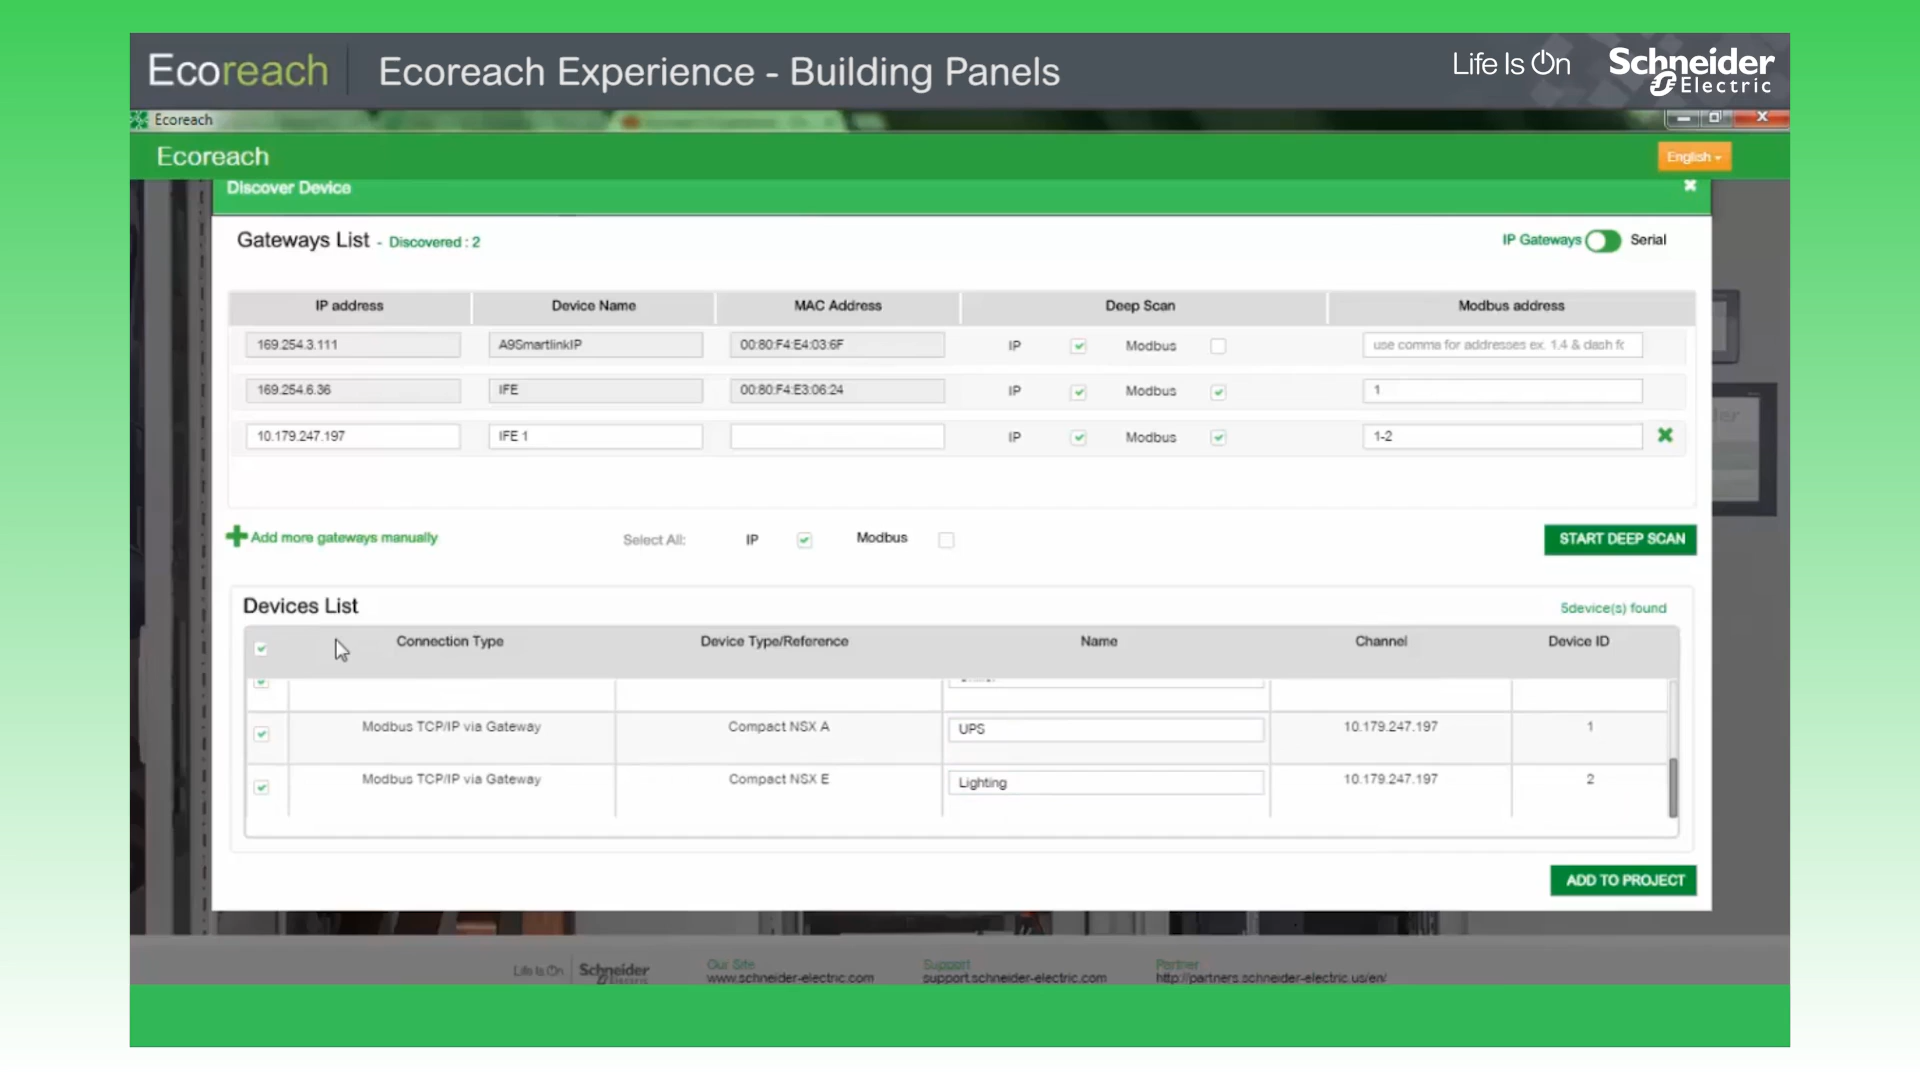 Ecoreach
Ecoreach Experience - Building Panels
Life Is On
Schneider
Electric
Ecoreach
Ecoreach
English
Discover Device
Gateways List - Discovered : 2
IP Gateways Serial
IP address Device Name MAC Address Deep Scan Modbus address
169.254.3.111 A9SmartlinkIP 00:80:F4:E4:03:6F IP Modbus use comma for addresses ex. 1.4 & dash fc
169.254.6.36 IFE 00:80:F4:E3:06:24 IP Modbus 1
10.179.247.197 IFE 1 IP Modbus 1-2
Add more gateways manually Select All: IP Modbus START DEEP SCAN
Devices List 5device(s) found
Connection Type Device Type/Reference Name Channel Device ID
Modbus TCP/IP via Gateway Compact NSX A UPS 10.179.247.197 1
Modbus TCP/IP via Gateway Compact NSX E Lighting 10.179.247.197 2
ADD TO PROJECT
Life Is On Schneider Electric
Our Site
www.schneider-electric.com
Support
support.schneider-electric.com
Partner
http://partners.schneider-electric.us/en/